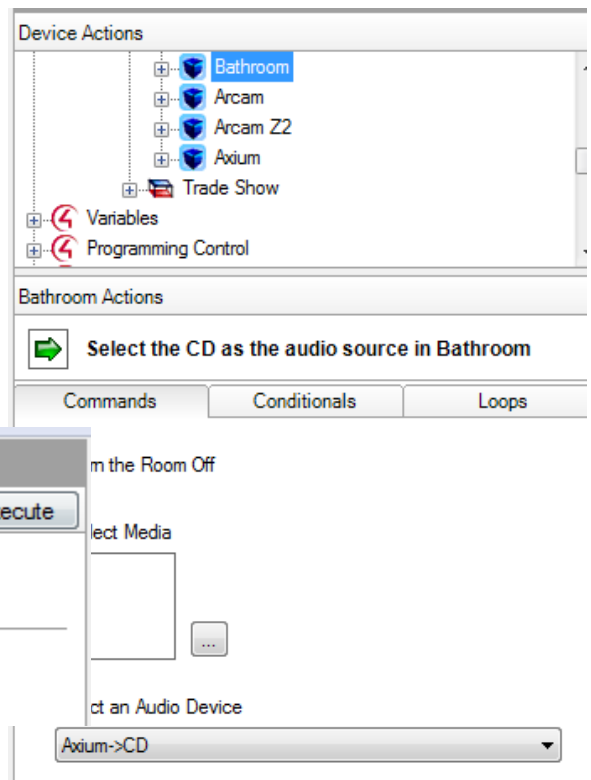 Device Actions
Bathroom
Arcam
Arcam Z2
Axium
Trade Show
Variables
Programming Control
Bathroom Actions
Select the CD as the audio source in Bathroom
Commands Conditionals Loops
the Room Off
ecute
lect Media
...
ct an Audio Device
Axium->CD